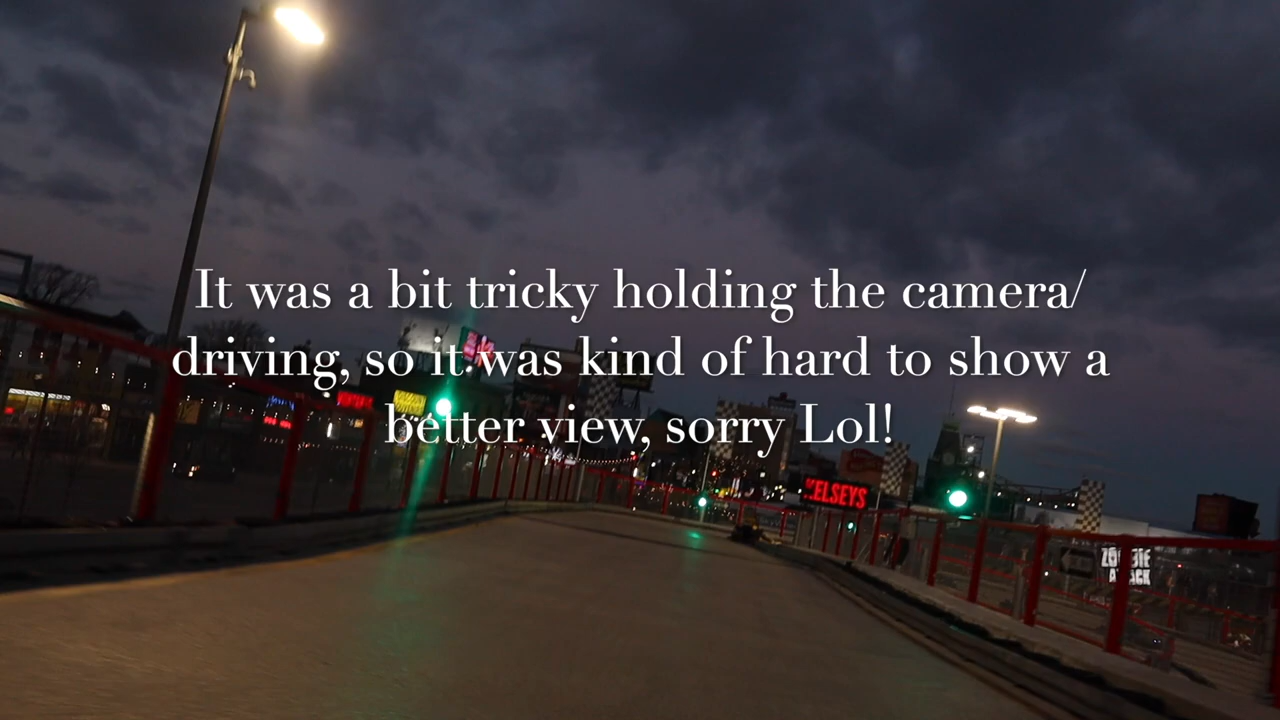 It was a bit tricky holding the camera/
driving, so it was kind of hard to show a
better view, sorry Lol!
KELSEYS
ZOMBIE
ATTACK